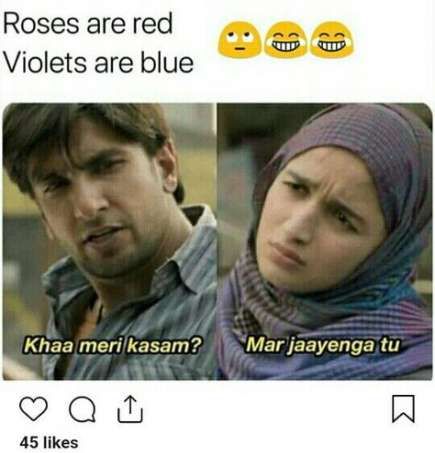 Roses are red
Violets are blue
Khaa meri kasam?
Mar jaayenga tu
45 likes